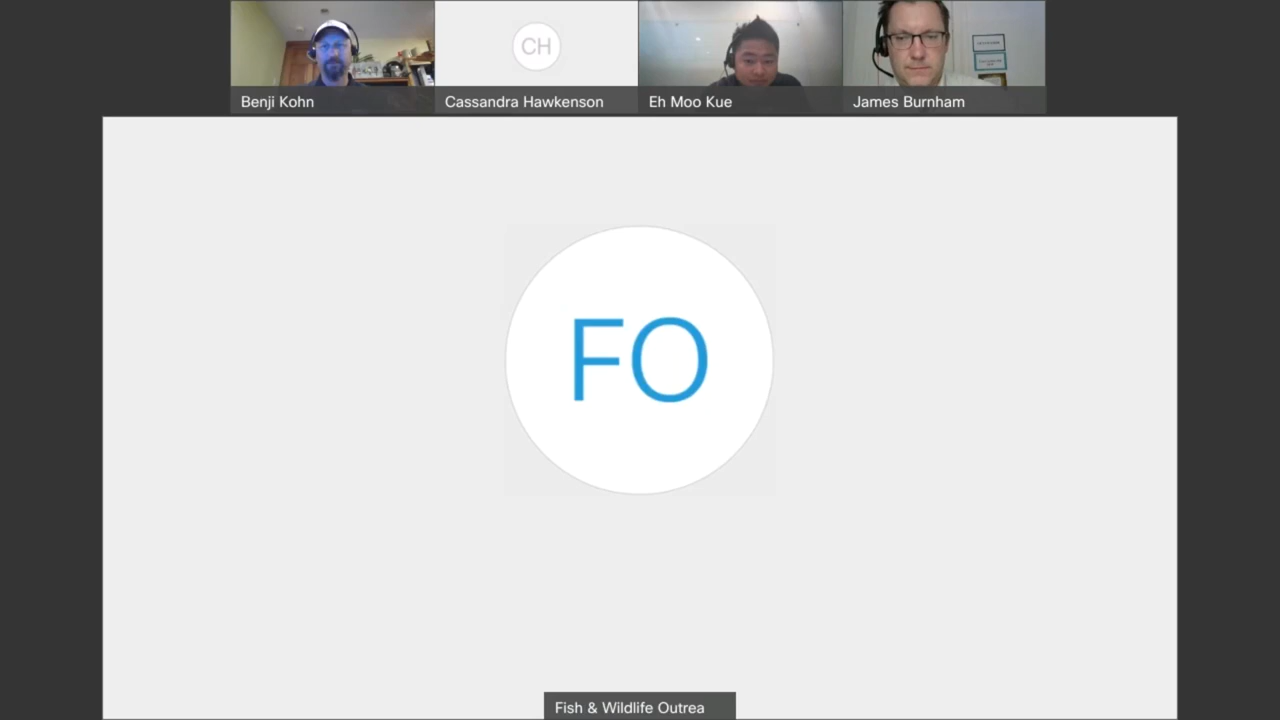 CH
Benji Kohn
Cassandra Hawkenson
Eh Moo Kue
James Burnham
FO
Fish & Wildlife Outrea